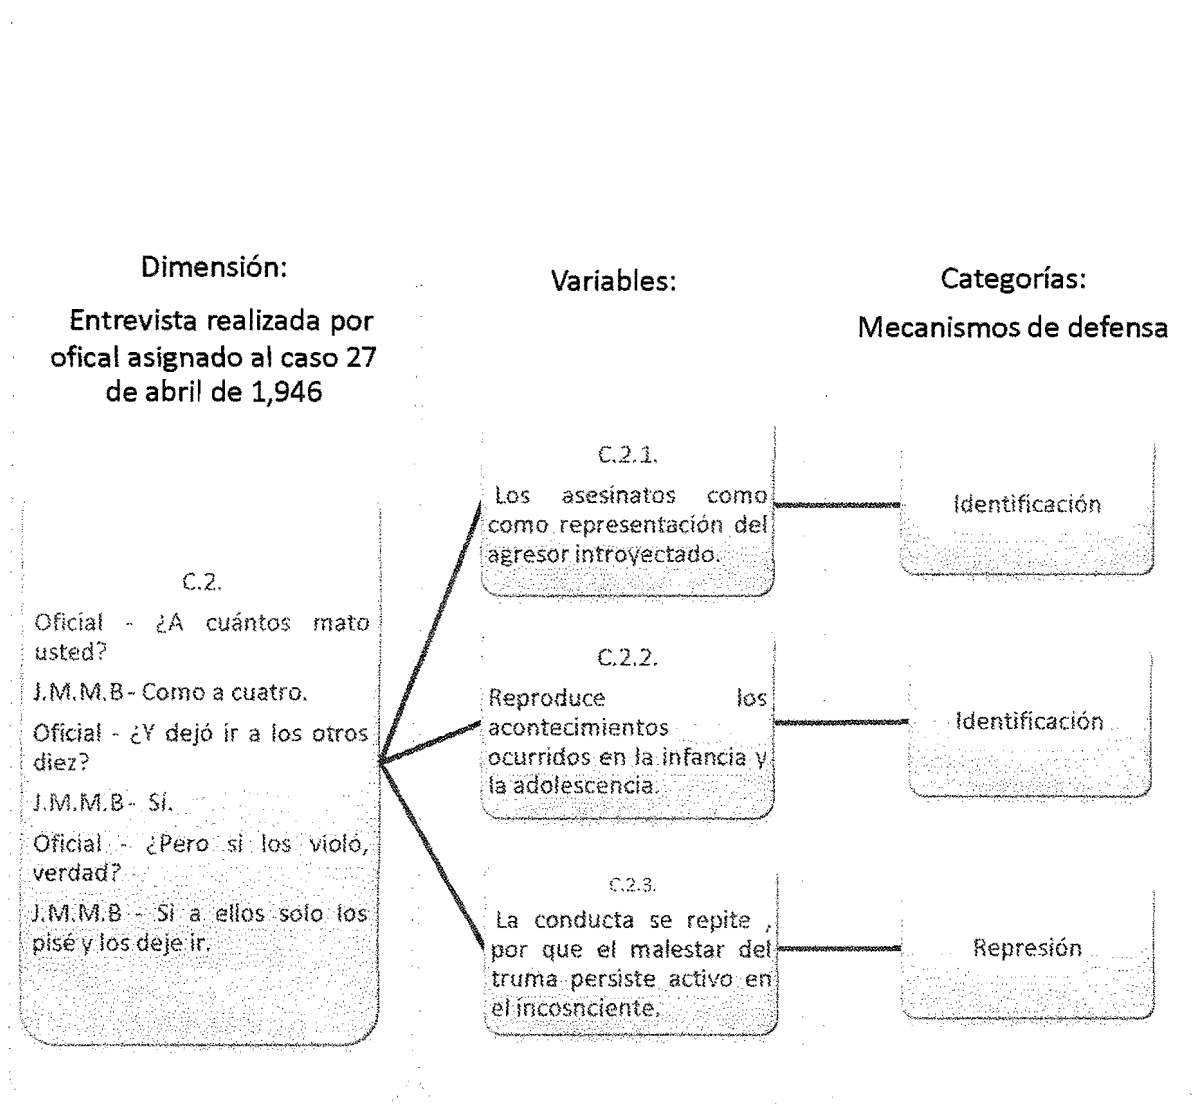 Dimensión:
Entrevista realizada por
ofical asignado al caso 27
de abril de 1,946
C.2.
Oficial - ¿A cuántos mato
usted?
J.M.M.B- Como a cuatro.
Oficial - ¿Y dejó ir a los otros
diez?
J.M.M.B- Sí.
Oficial - ¿Pero si los violó,
verdad?
J.M.M.B - Si a ellos solo los
pisé y los deje ir.
Variables:
C.2.1.
Los asesinatos como
como representación del
agresor introyectado.
C.2.2.
Reproduce los
acontecimientos
ocurridos en la infancia y
la adolescencia.
C.2.3.
La conducta se repite ,
por que el malestar del
truma persiste activo en
el incosnciente.
Categorías:
Mecanismos de defensa
Identificación
Identificación
Represión